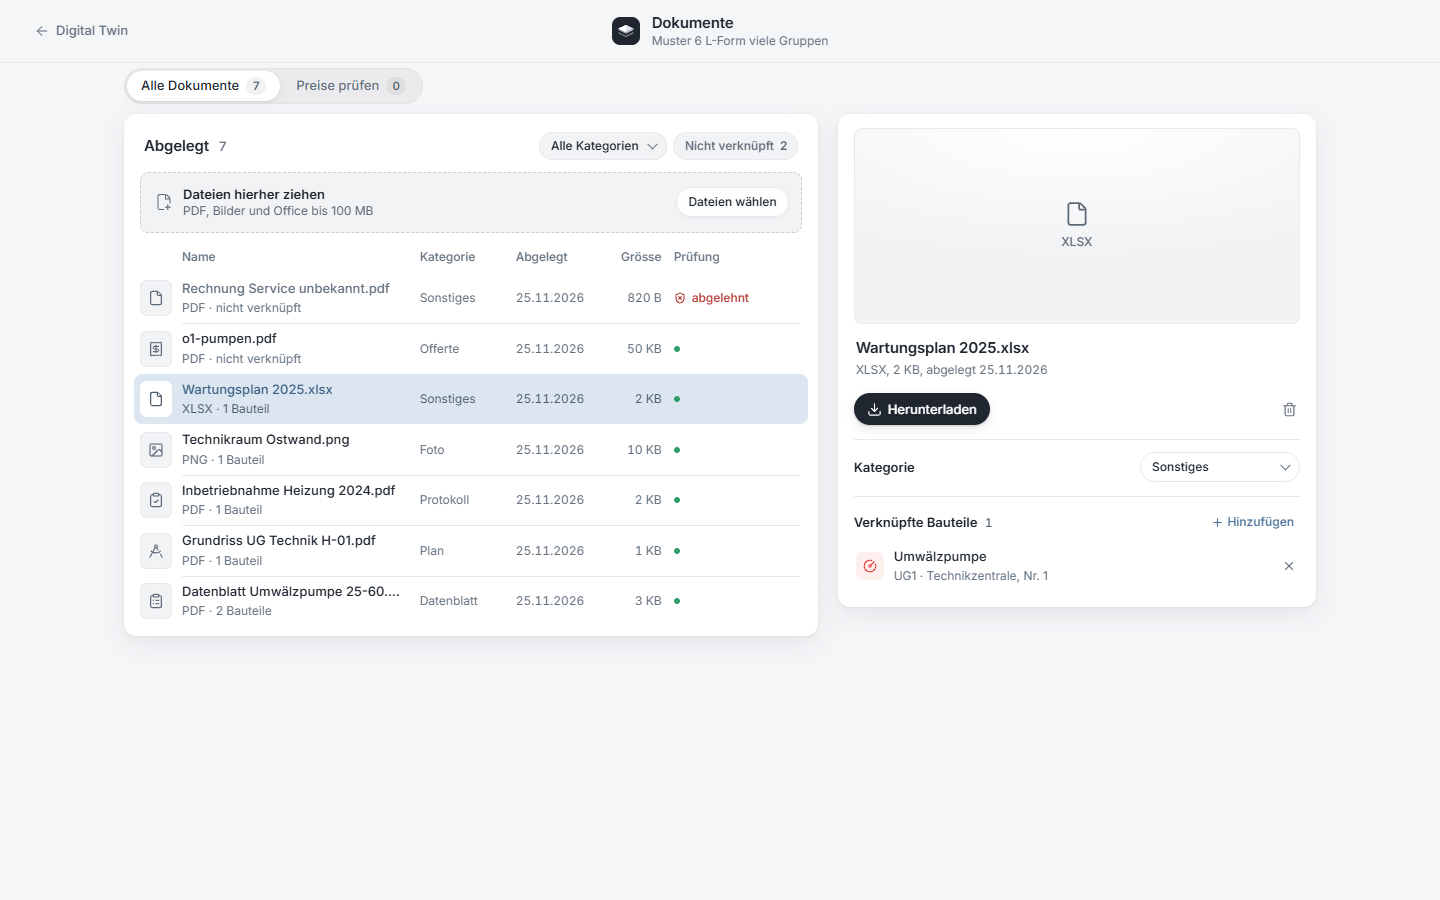 Digital Twin
Dokumente
Muster 6 L-Form viele Gruppen
Alle Dokumente 7
Preise prüfen 0
Abgelegt 7
Alle Kategorien
Nicht verknüpft 2
Dateien hierher ziehen
PDF, Bilder und Office bis 100 MB
Dateien wählen
Name Kategorie Abgelegt Grösse Prüfung
Rechnung Service unbekannt.pdf
PDF · nicht verknüpft
Sonstiges 25.11.2026 820 B abgelehnt
o1-pumpen.pdf
PDF · nicht verknüpft
Offerte 25.11.2026 50 KB
Wartungsplan 2025.xlsx
XLSX · 1 Bauteil
Sonstiges 25.11.2026 2 KB
Technikraum Ostwand.png
PNG · 1 Bauteil
Foto 25.11.2026 10 KB
Inbetriebnahme Heizung 2024.pdf
PDF · 1 Bauteil
Protokoll 25.11.2026 2 KB
Grundriss UG Technik H-01.pdf
PDF · 1 Bauteil
Plan 25.11.2026 1 KB
Datenblatt Umwälzpumpe 25-60....
PDF · 2 Bauteile
Datenblatt 25.11.2026 3 KB
XLSX
Wartungsplan 2025.xlsx
XLSX, 2 KB, abgelegt 25.11.2026
Herunterladen
Kategorie
Sonstiges
Verknüpfte Bauteile 1
Hinzufügen
Umwälzpumpe
UG1 · Technikzentrale, Nr. 1